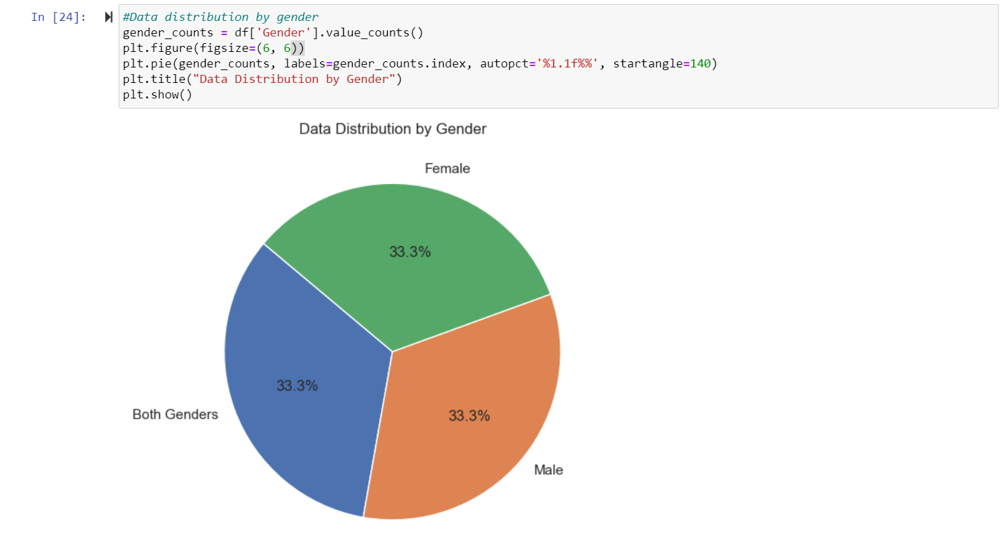 In [24]:
#Data distribution by gender
gender_counts = df['Gender'].value_counts()
plt.figure(figsize=(6, 6))
plt.pie(gender_counts, labels=gender_counts.index, autopct='%1.1f%%', startangle=140)
plt.title("Data Distribution by Gender")
plt.show()
Data Distribution by Gender
Female
33.3%
33.3%
Both Genders
33.3%
Male